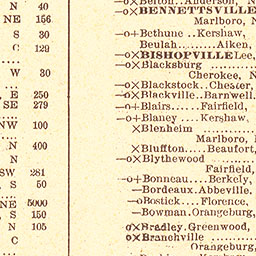 N 40 —o×Belton..Anderson, N
—o×BENNETTSVILLE
NE 156 Marlboro, N
S 30 —o+Bethune ..Kershaw,
C 129 Beulah........Aiken,
—o×BISHOPVILLE Lee,
—o×Blacksburg
W 30 Cherokee, N
—o×Blackstock..Chester,
, E 250 —o×Blackville..Barnwell.
SE 279 —o+Blairs......Fairfield,
—o+Blaney ....Kershaw,
NW 100 ×Blenheim
Marlboro, N
N 400 ×Bluffton......Beaufort,
N —o×Blythewood
Fairfield,
SW 281 —o+Bonneau.....Berkely,
, S 50 —Bordeaux.Abbeville.
NE 5000 —oBostick....Florence,
, S 150 —Bowman.Orangeburg,
N 105 o×Bradley.Greenwood,
C o×Branchville
Orangeburg,